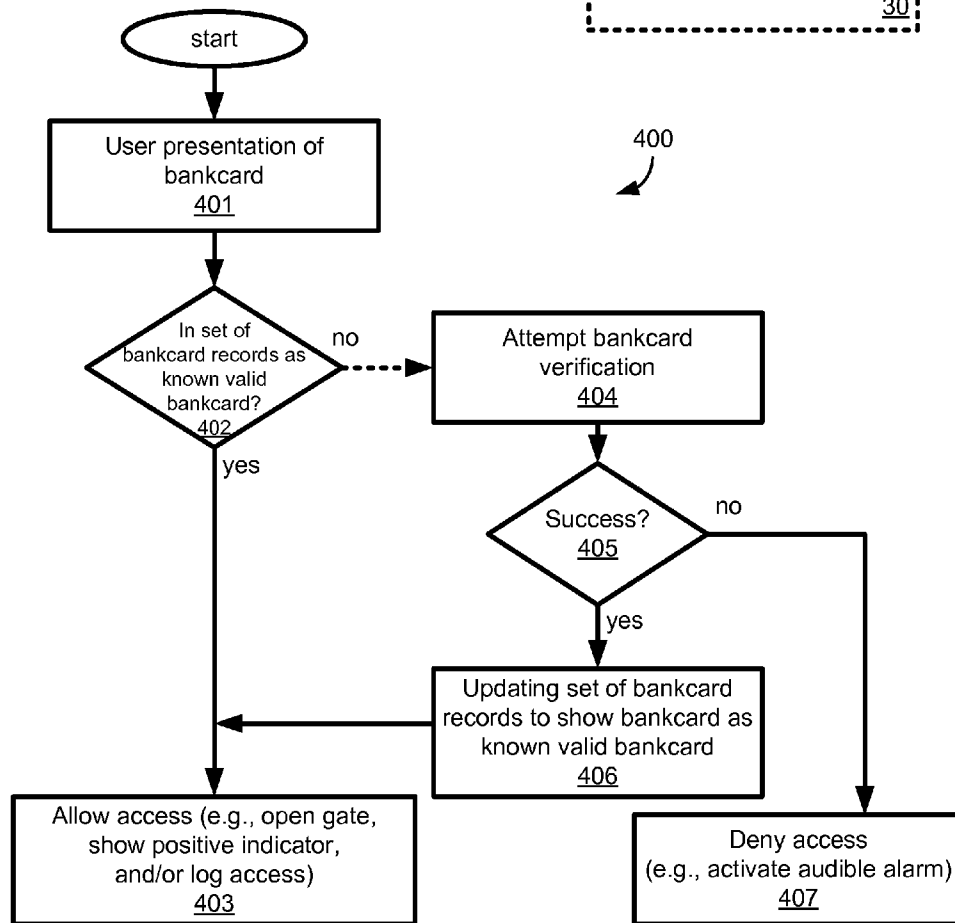 30
start
400
User presentation of
bankcard
401
In set of
bankcard records as
known valid
bankcard?
402
no
yes
Attempt bankcard
verification
404
Success?
405
no
yes
Updating set of bankcard
records to show bankcard as
known valid bankcard
406
Allow access (e.g., open gate,
show positive indicator,
and/or log access)
403
Deny access
(e.g., activate audible alarm)
407